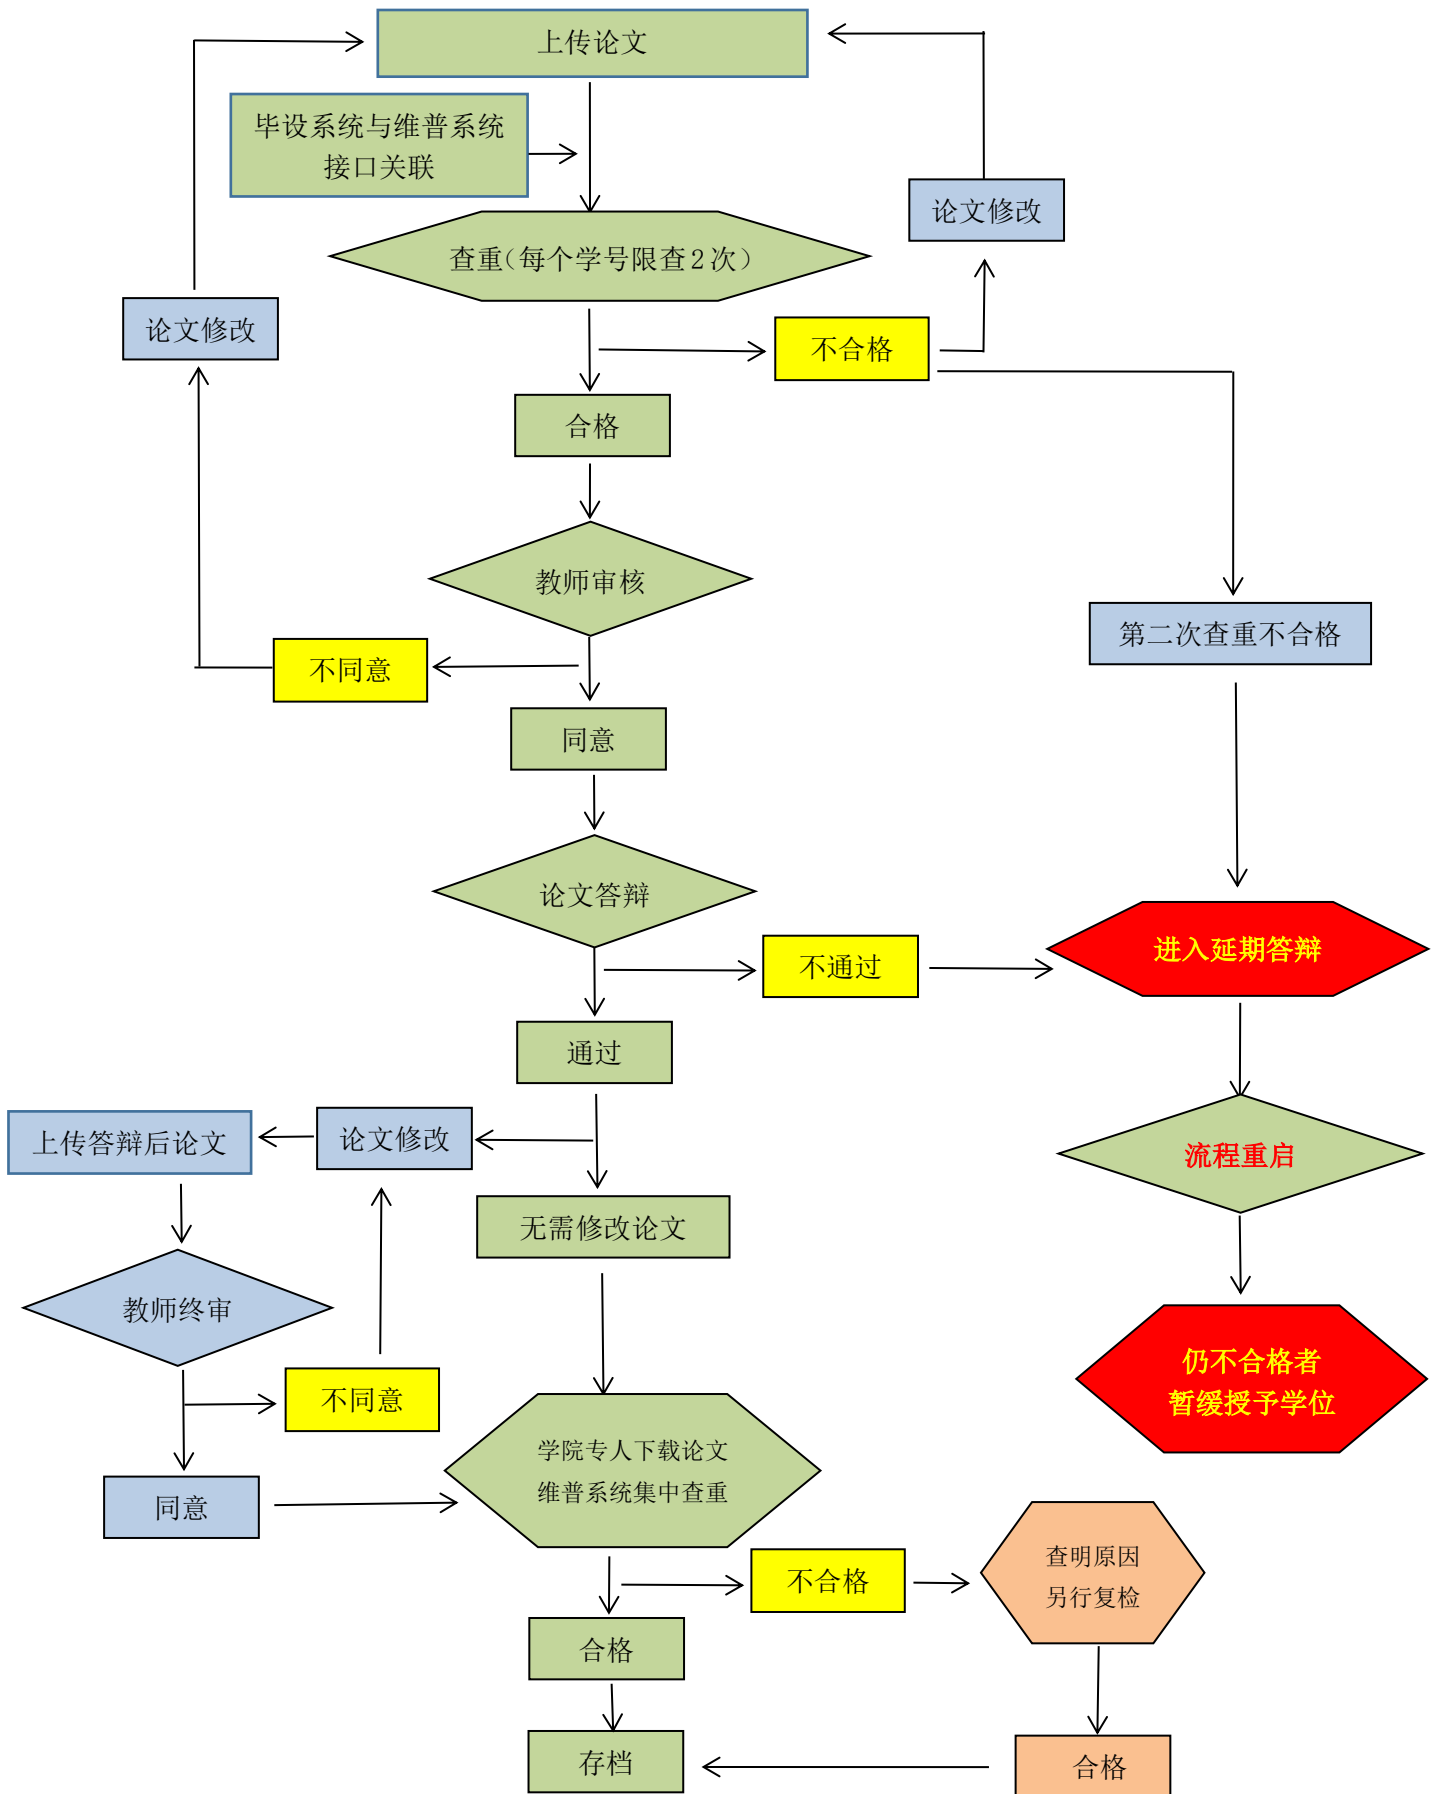 上传论文
毕设系统与维普系统
接口关联
论文修改
查重（每个学号限查2次）
论文修改
不合格
合格
教师审核
第二次查重不合格
不同意
同意
论文答辩
进入延期答辩
不通过
通过
上传答辩后论文
论文修改
流程重启
无需修改论文
教师终审
仍不合格者
暂缓授予学位
不同意
学院专人下载论文
维普系统集中查重
同意
查明原因
另行复检
不合格
合格
存档
合格